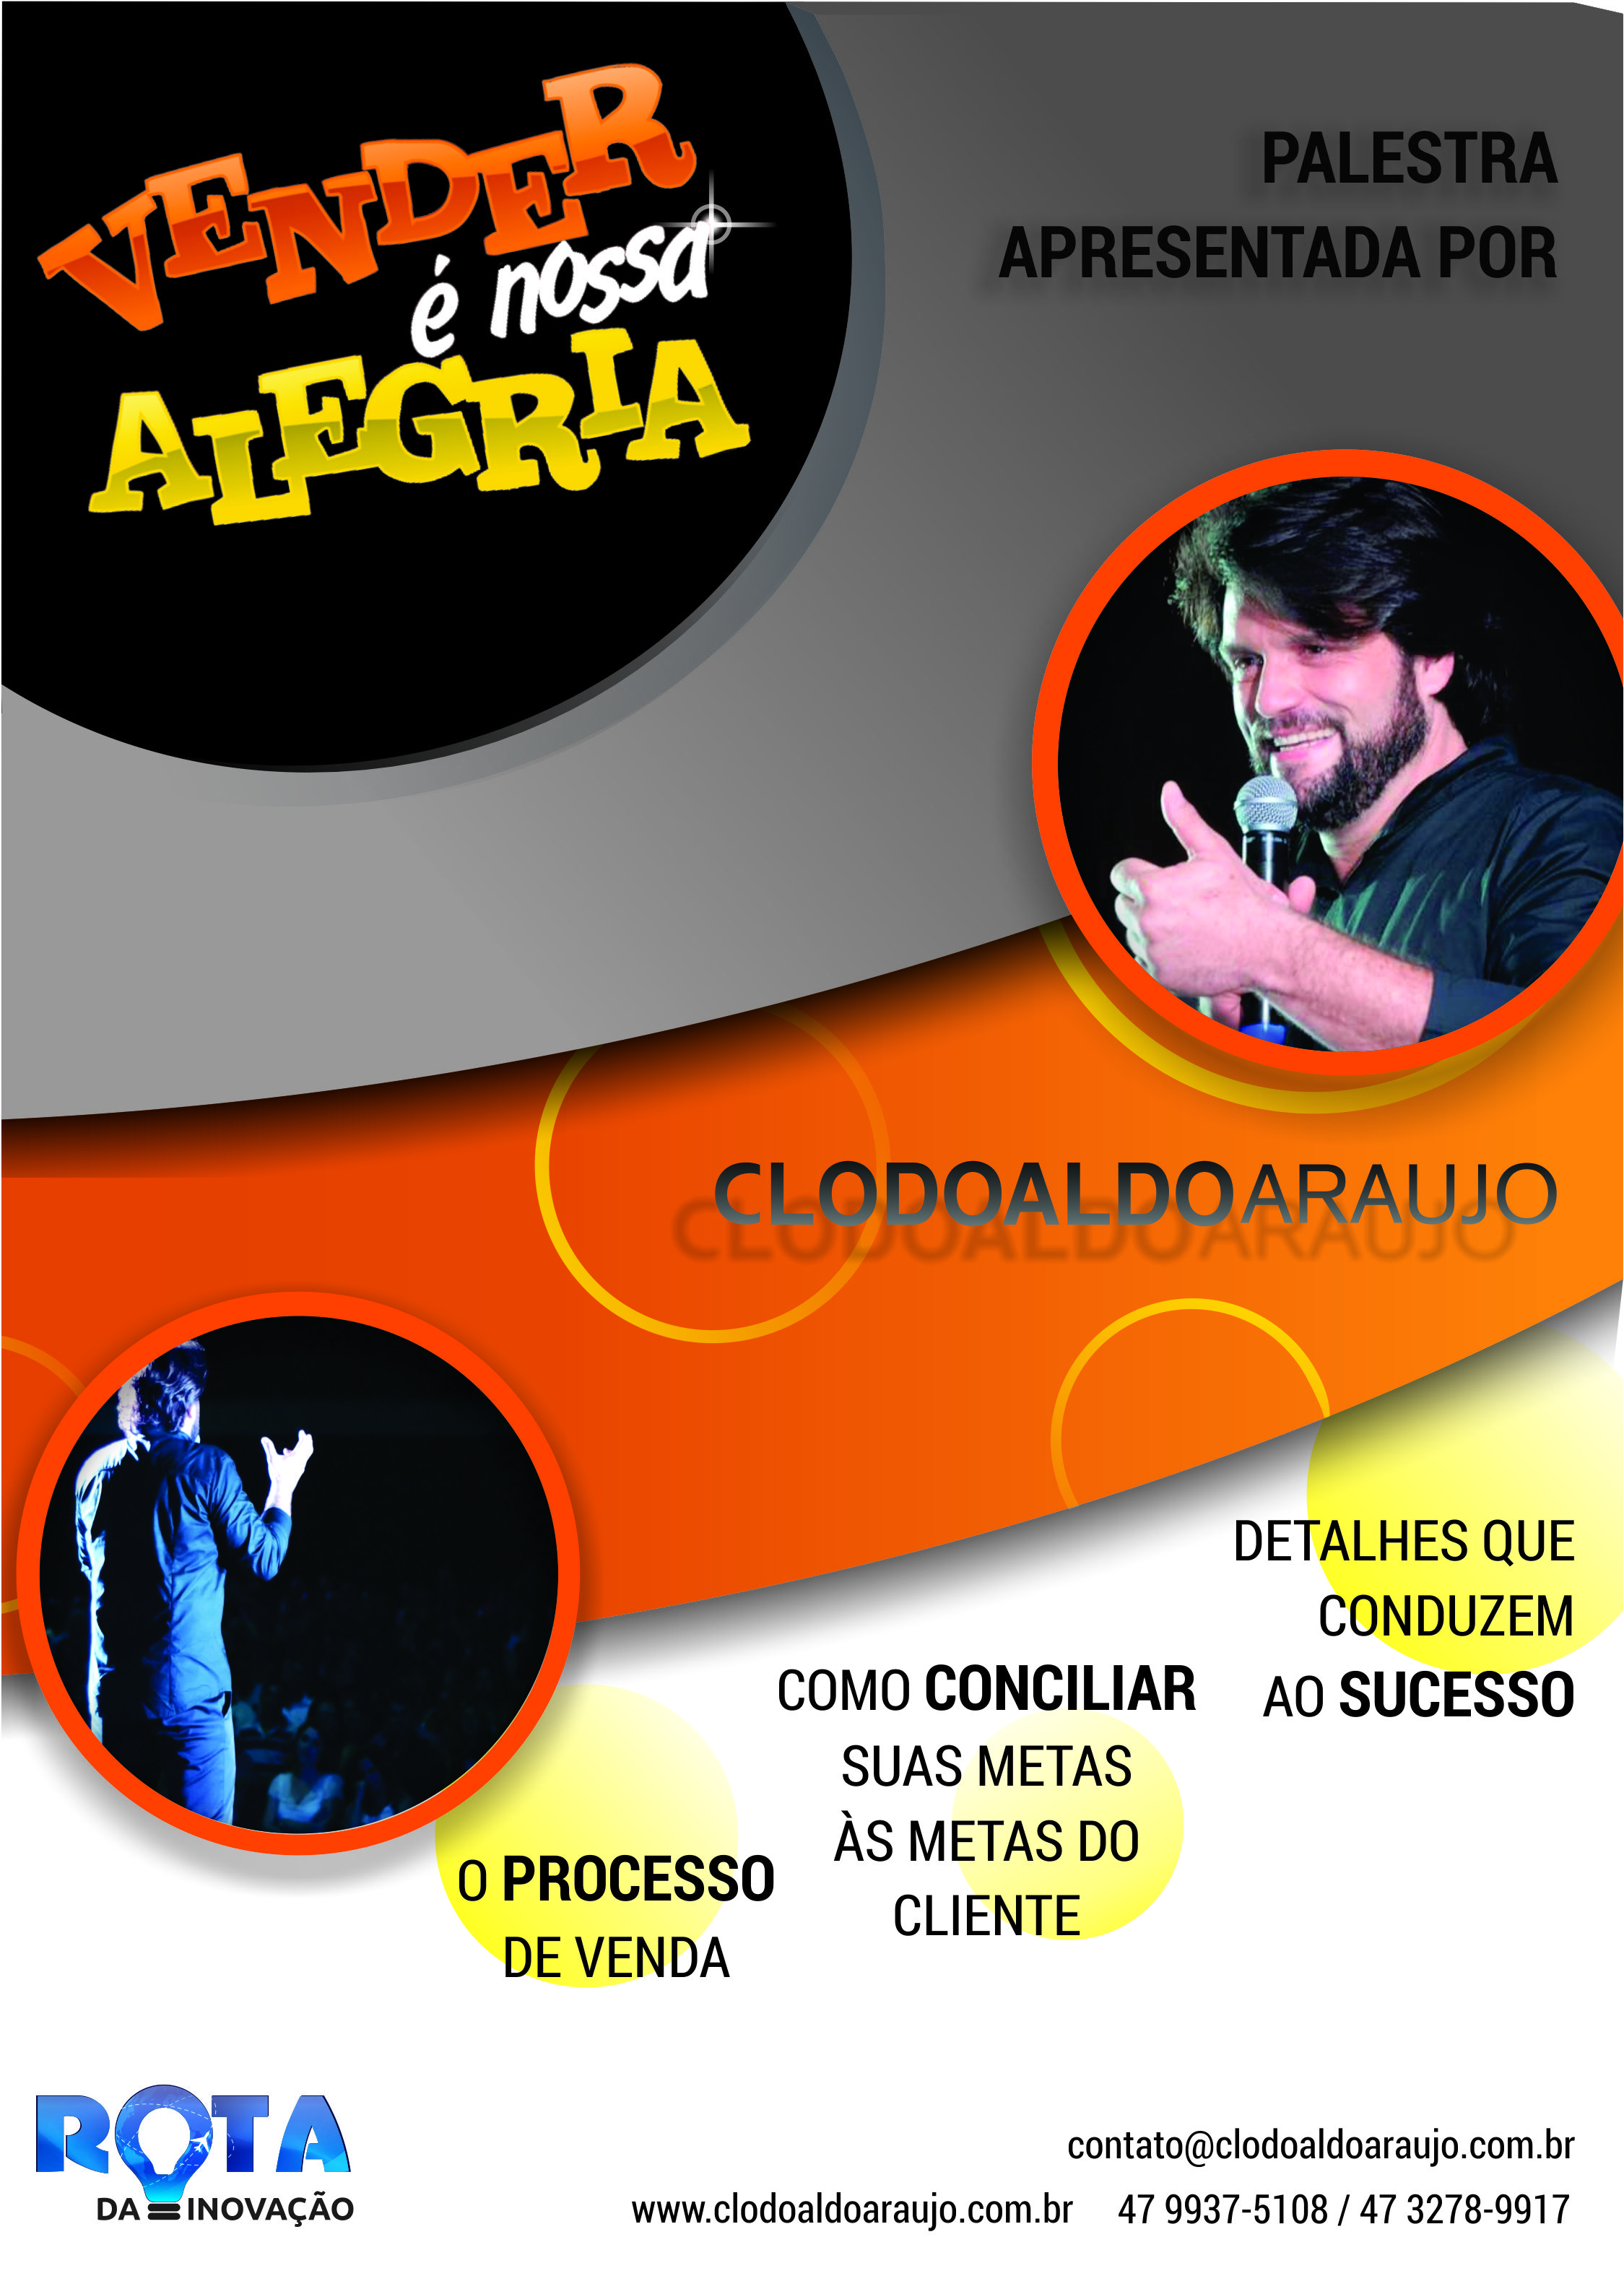 VENDER
é nossa
ALEGRIA
PALESTRA
APRESENTADA POR
CLODOALDOARAUJO
DETALHES QUE
CONDUZEM
AO SUCESSO
COMO CONCILIAR
SUAS METAS
ÀS METAS DO
CLIENTE
O PROCESSO
DE VENDA
ROTA
DA INOVAÇÃO
contato@clodoaldoaraujo.com.br
www.clodoaldoaraujo.com.br 47 9937-5108 / 47 3278-9917